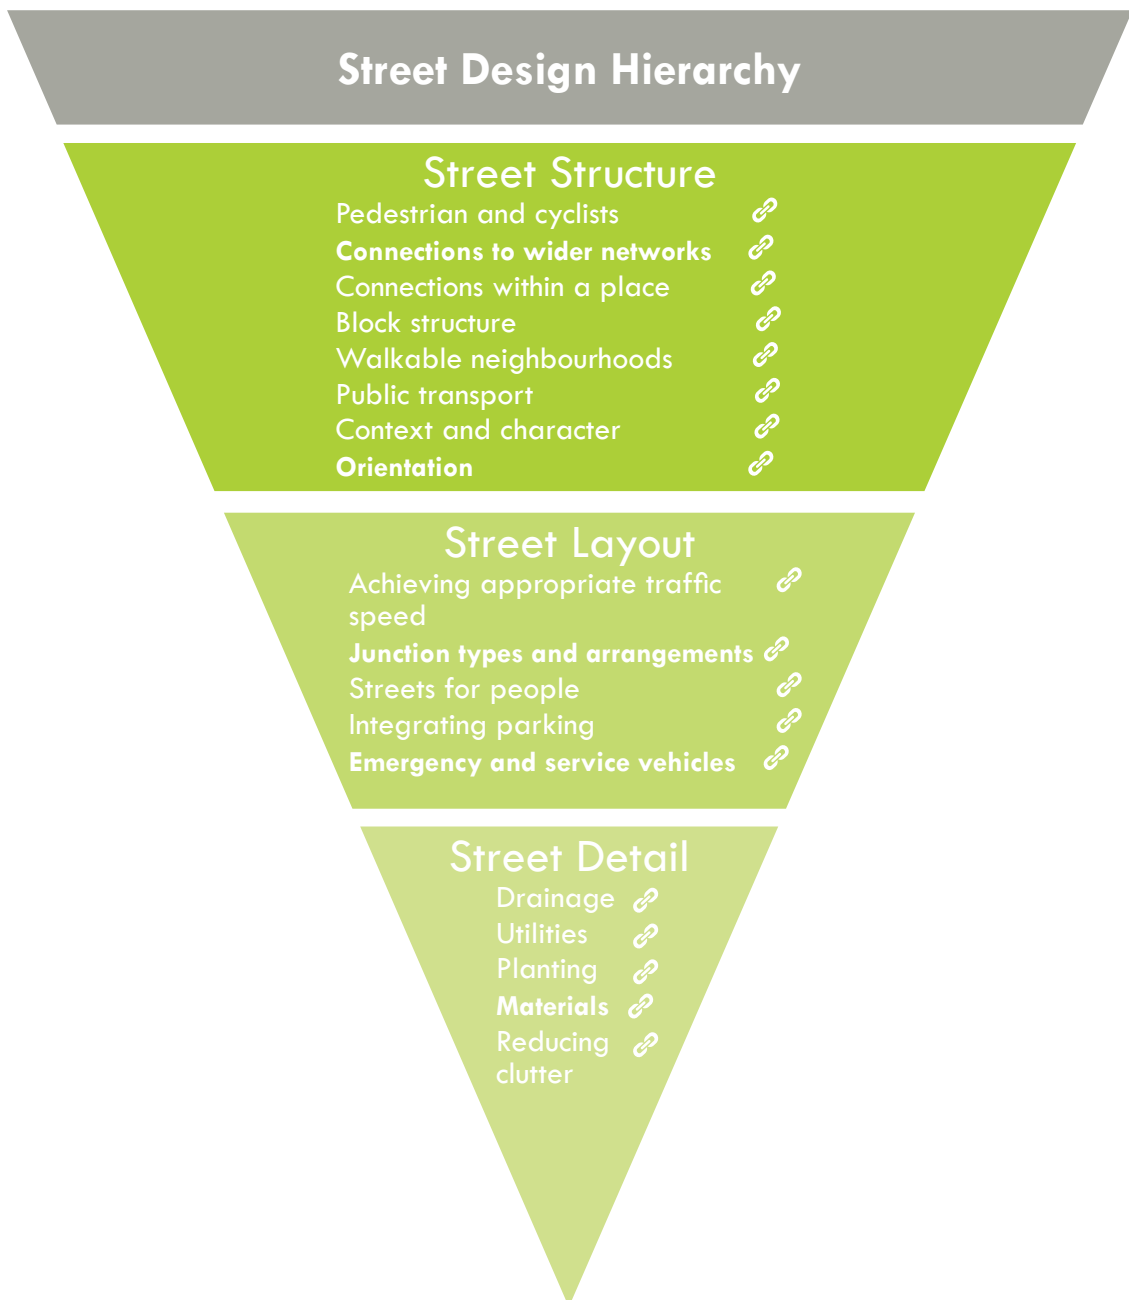 Street Design Hierarchy
Street Structure
Pedestrian and cyclists
Connections to wider networks
Connections within a place
Block structure
Walkable neighbourhoods
Public transport
Context and character
Orientation
Street Layout
Achieving appropriate traffic
speed
Junction types and arrangements
Streets for people
Integrating parking
Emergency and service vehicles
Street Detail
Drainage
Utilities
Planting
Materials
Reducing
clutter